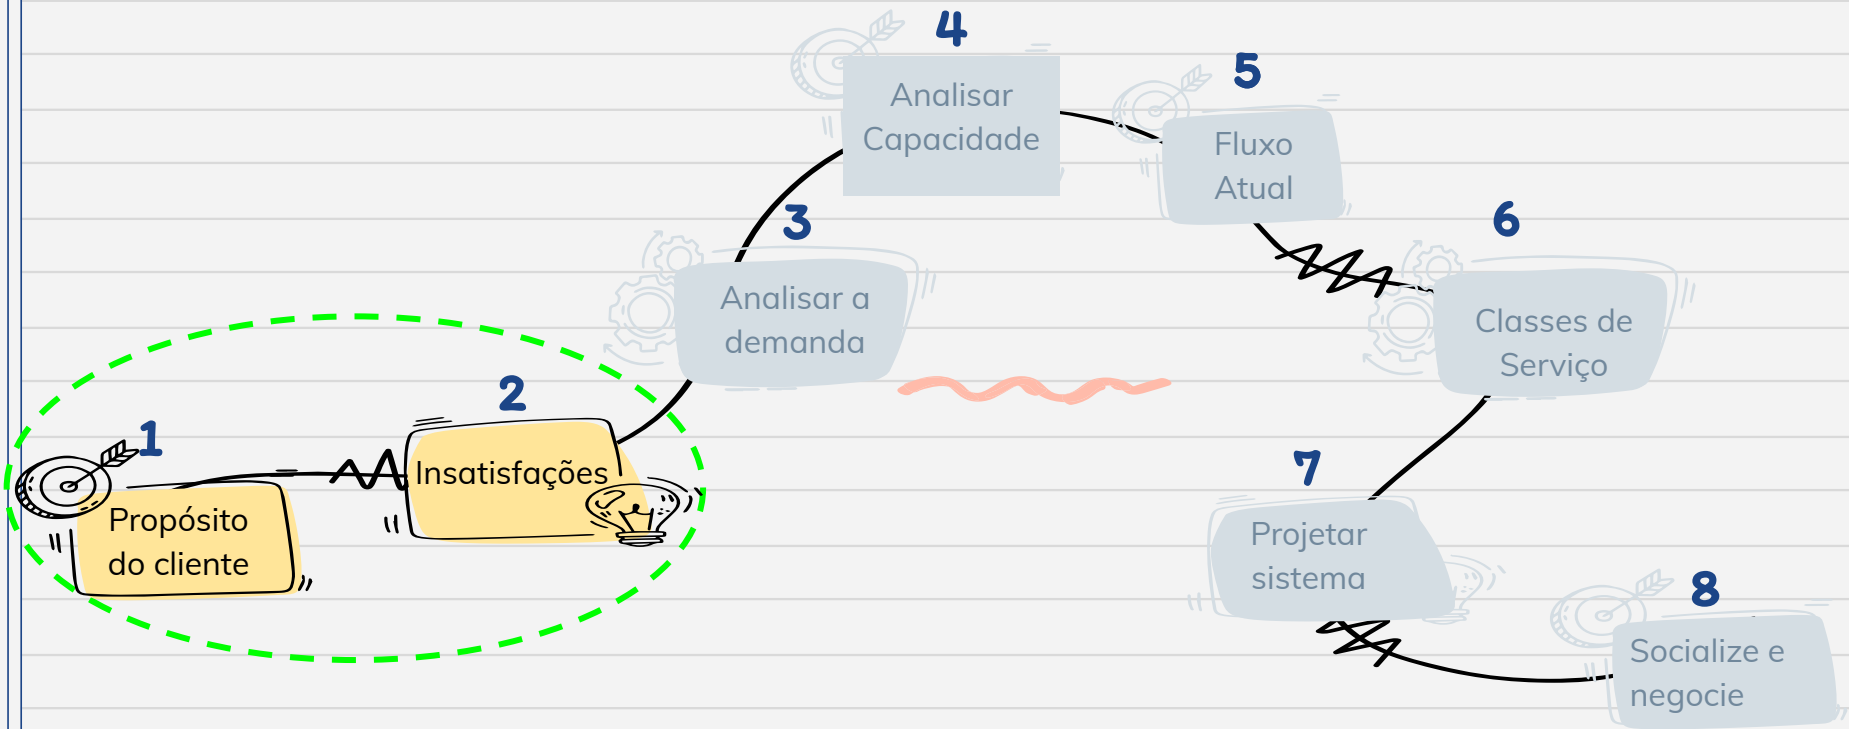 1
Propósito
do cliente
2
Insatisfações
3
Analisar a
demanda
4
Analisar
Capacidade
5
Fluxo
Atual
6
Classes de
Serviço
7
Projetar
sistema
8
Socialize e
negocie